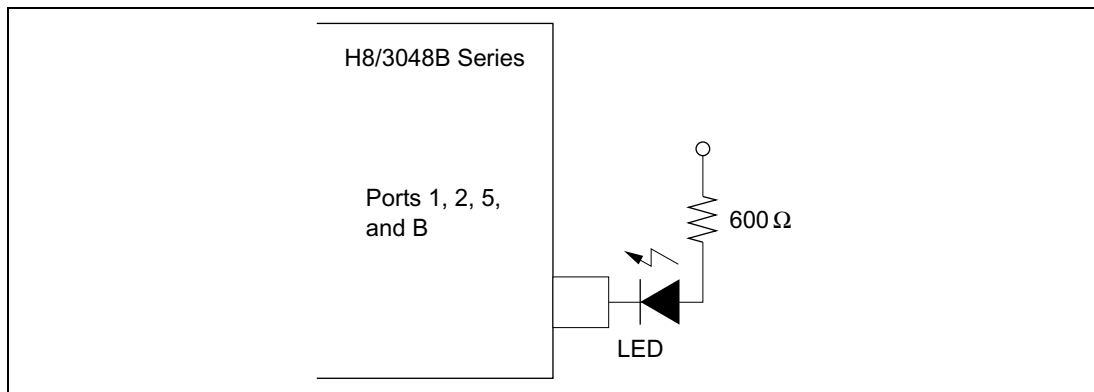 H8/3048B Series
Ports 1, 2, 5,
and B
600 Ω
LED